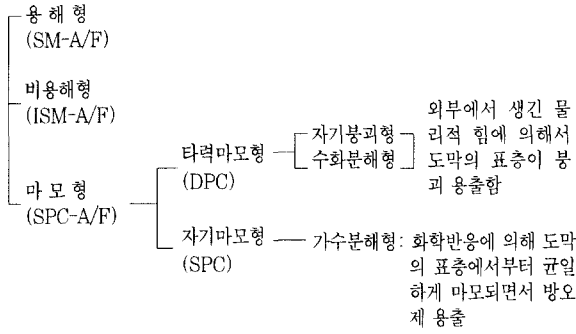 용 해 형
(SM-A/F)
비용해형
(ISM-A/F)
마 모 형
(SPC-A/F)
타력마모형
(DPC)
자기붕괴형
수화분해형
외부에서 생긴 물
리적 힘에 의해서
도막의 표층이 붕
괴 용출함
자기마모형
(SPC)
가수분해형: 화학반응에 의해 도막
의 표층에서부터 균일
하게 마모되면서 방오
제 용출